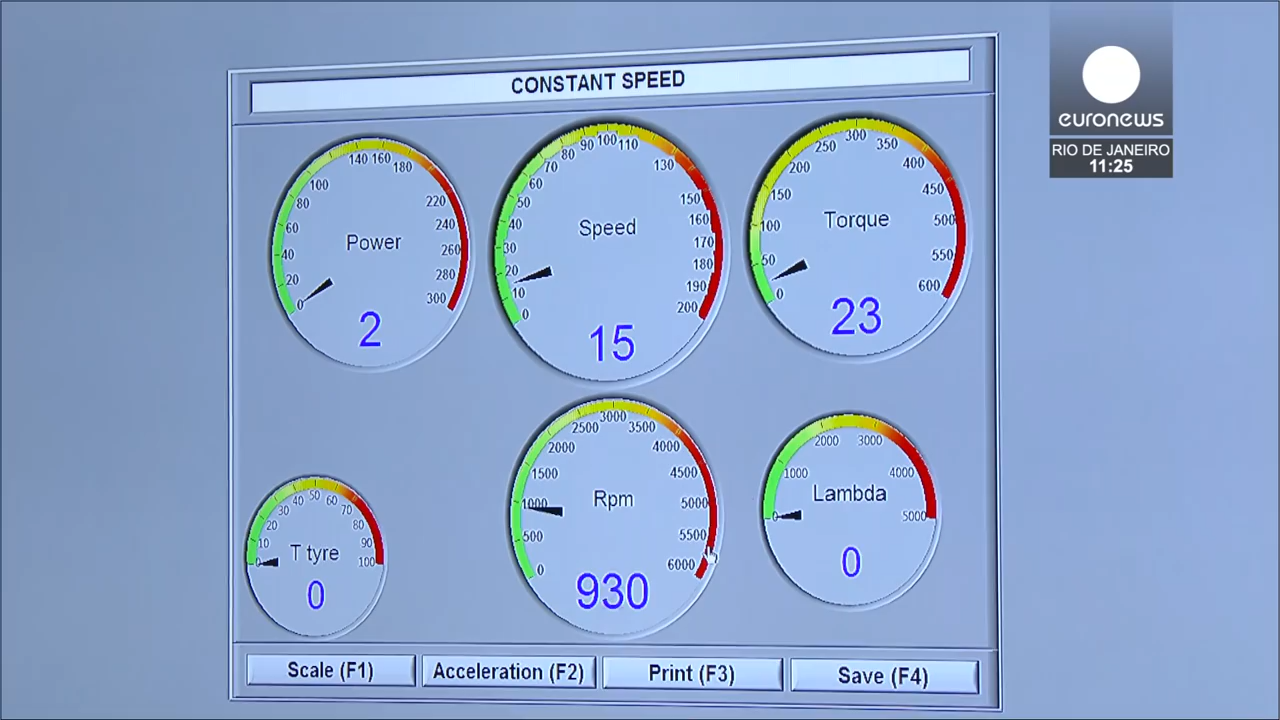 CONSTANT SPEED
euronews
RIO DE JANEIRO
11:25
0 20 40 60 80 100 140 160 180 220 240 260 280 300
Power
2
0 10 20 30 40 50 60 70 80 90 100 110 130 150 160 170 180 190 200
Speed
15
0 50 100 150 200 250 300 350 400 450 500 550 600
Torque
23
0 10 20 30 40 50 60 70 80 90 100
T tyre
0
0 500 1000 1500 2000 2500 3000 3500 4000 4500 5000 5500 6000
Rpm
930
0 1000 2000 3000 4000 5000
Lambda
0
Scale (F1) Acceleration (F2) Print (F3) Save (F4)